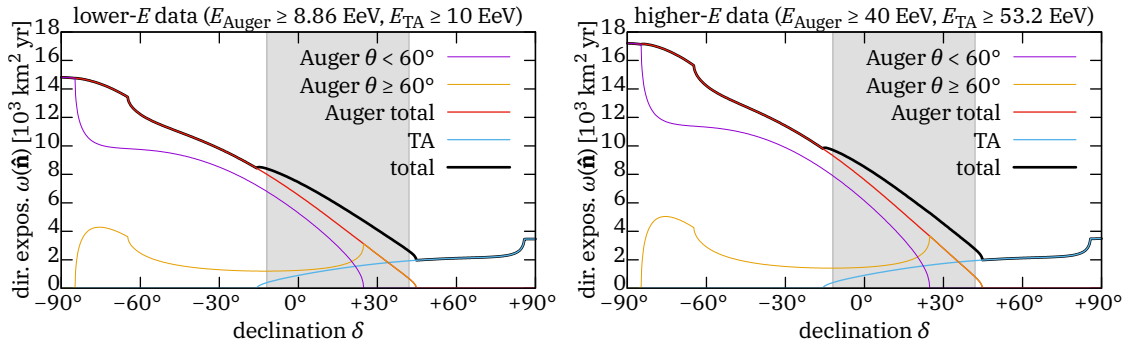 lower-E data (E_Auger ≥ 8.86 EeV, E_TA ≥ 10 EeV)
dir. expos. ω(n̂) [10³ km² yr]
18
16
14
12
10
8
6
4
2
0
Auger θ < 60°
Auger θ ≥ 60°
Auger total
TA
total
−90° −60° −30° 0° +30° +60° +90°
declination δ
higher-E data (E_Auger ≥ 40 EeV, E_TA ≥ 53.2 EeV)
dir. expos. ω(n̂) [10³ km² yr]
18
16
14
12
10
8
6
4
2
0
Auger θ < 60°
Auger θ ≥ 60°
Auger total
TA
total
−90° −60° −30° 0° +30° +60° +90°
declination δ